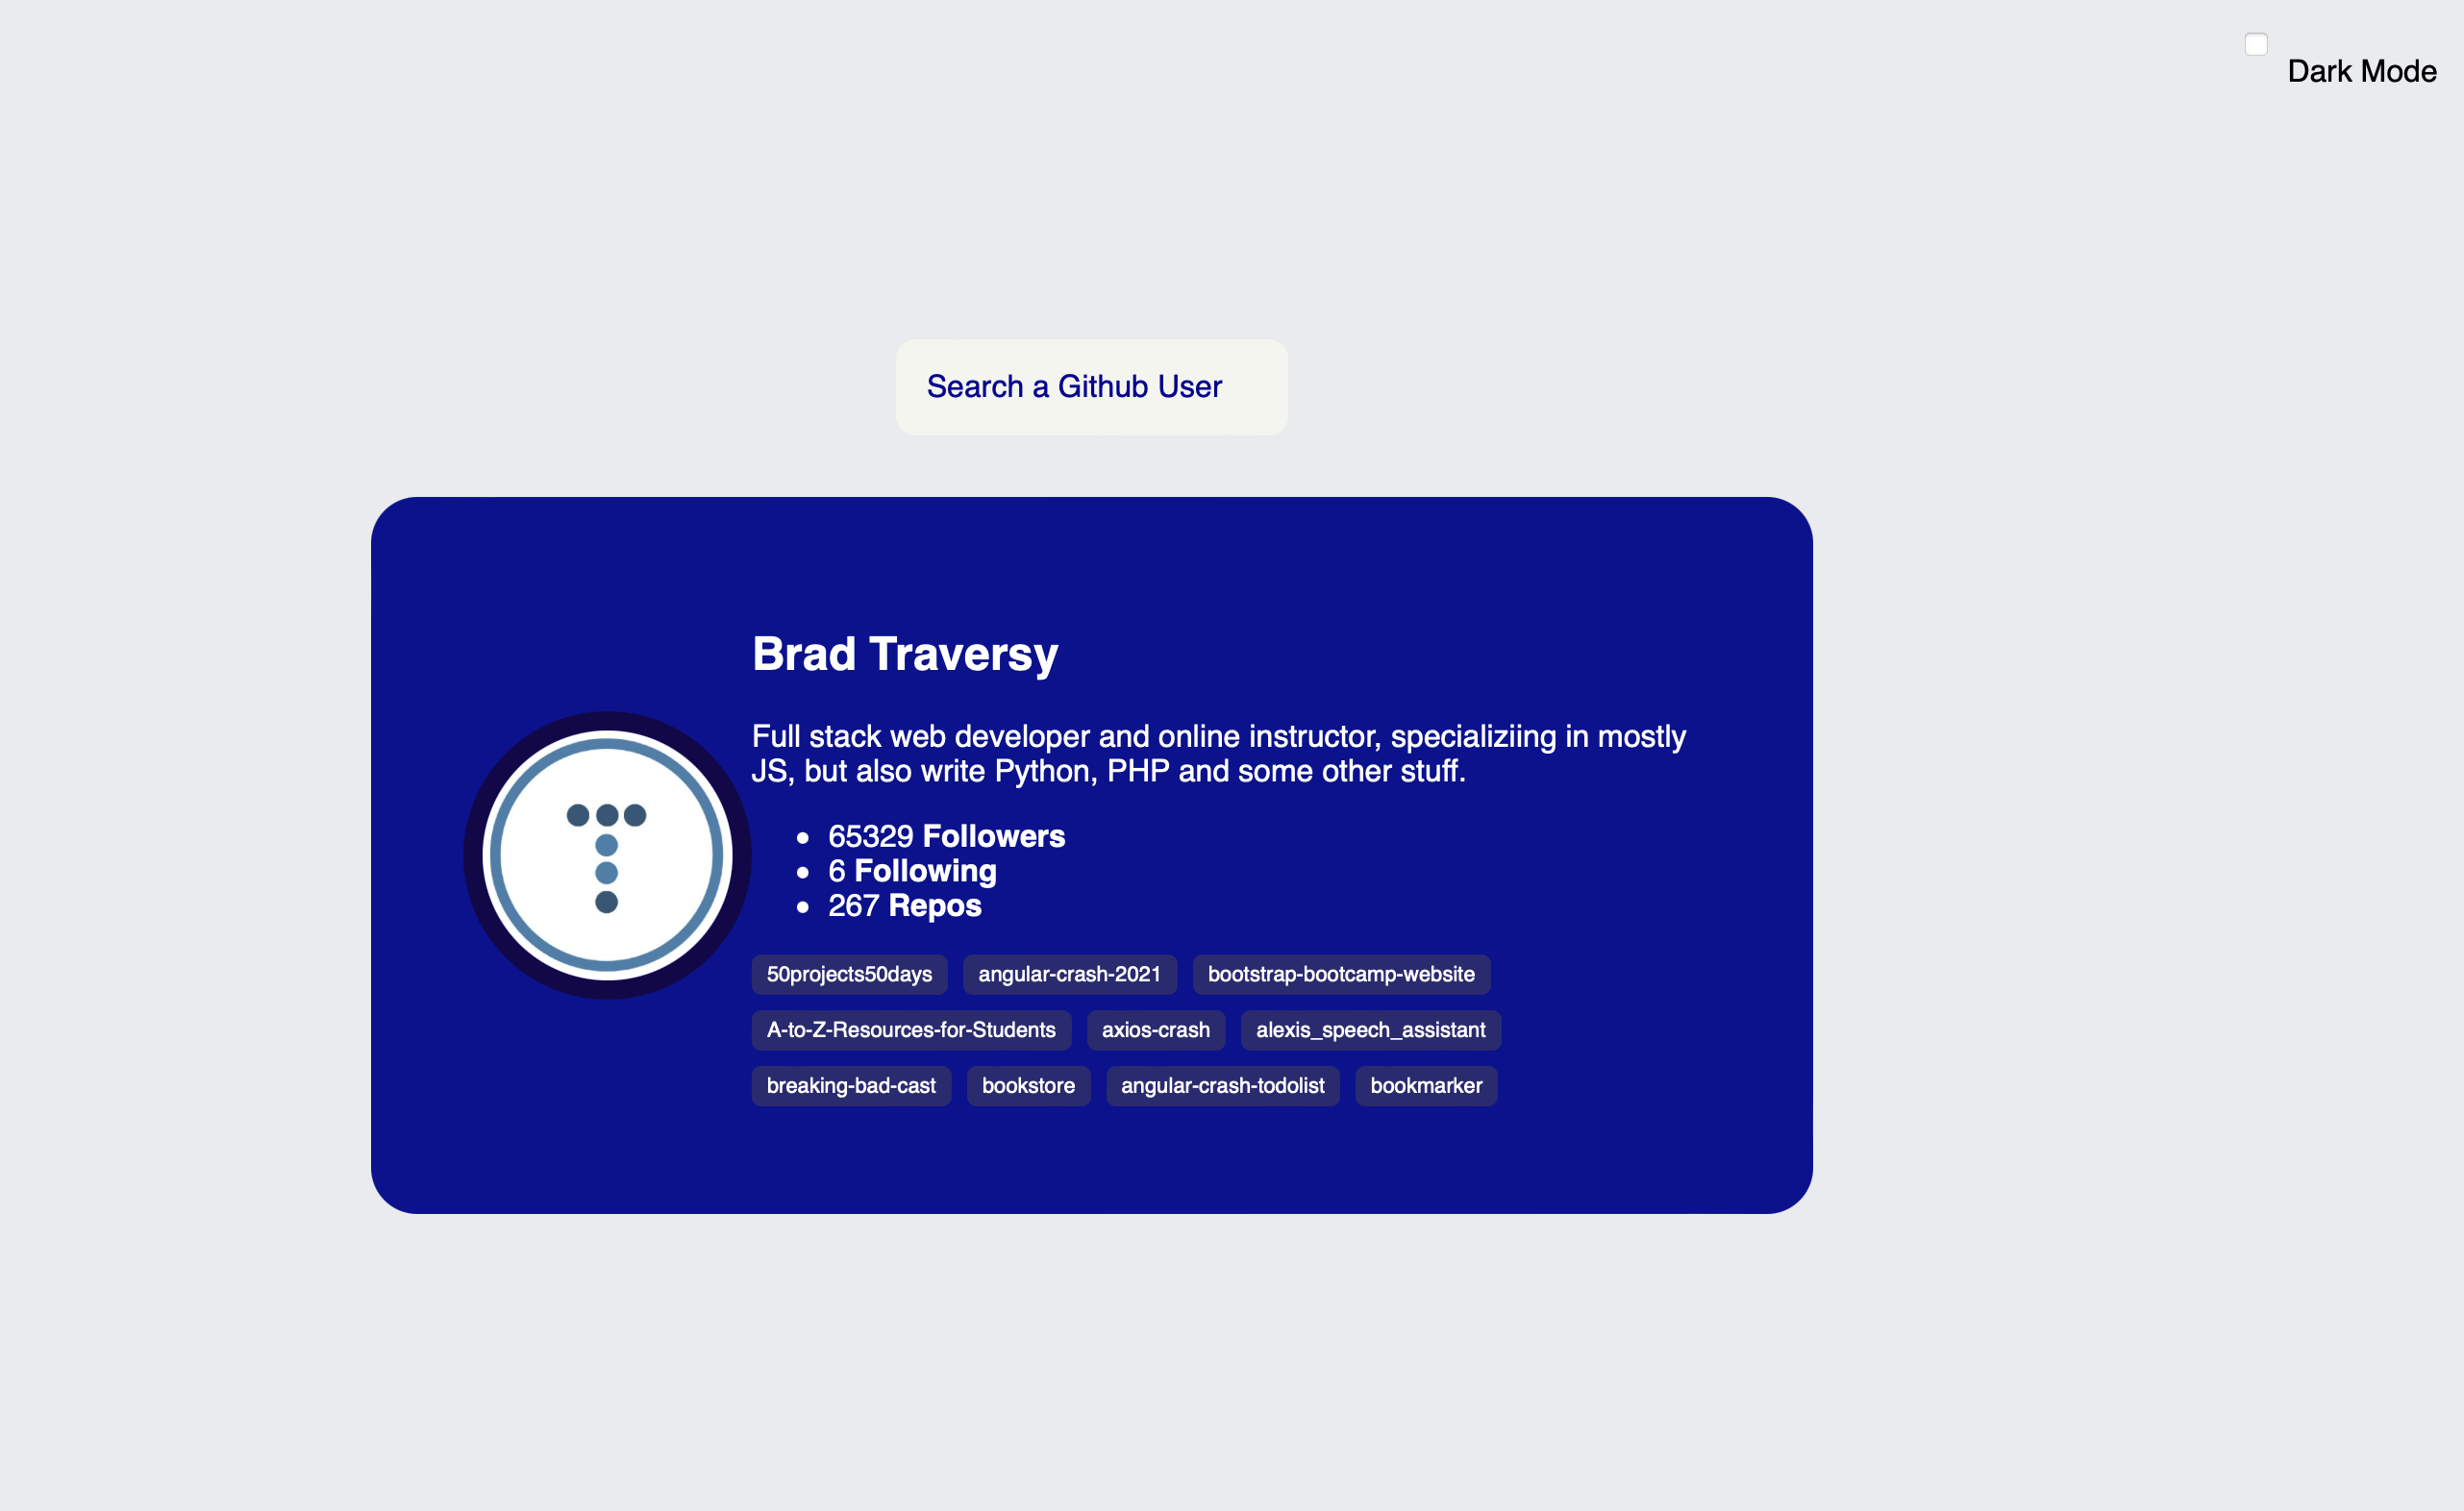 Dark Mode
Search a Github User
Brad Traversy
Full stack web developer and online instructor, specializiing in mostly
JS, but also write Python, PHP and some other stuff.
65329 Followers
6 Following
267 Repos
50projects50days angular-crash-2021 bootstrap-bootcamp-website
A-to-Z-Resources-for-Students axios-crash alexis_speech_assistant
breaking-bad-cast bookstore angular-crash-todolist bookmarker